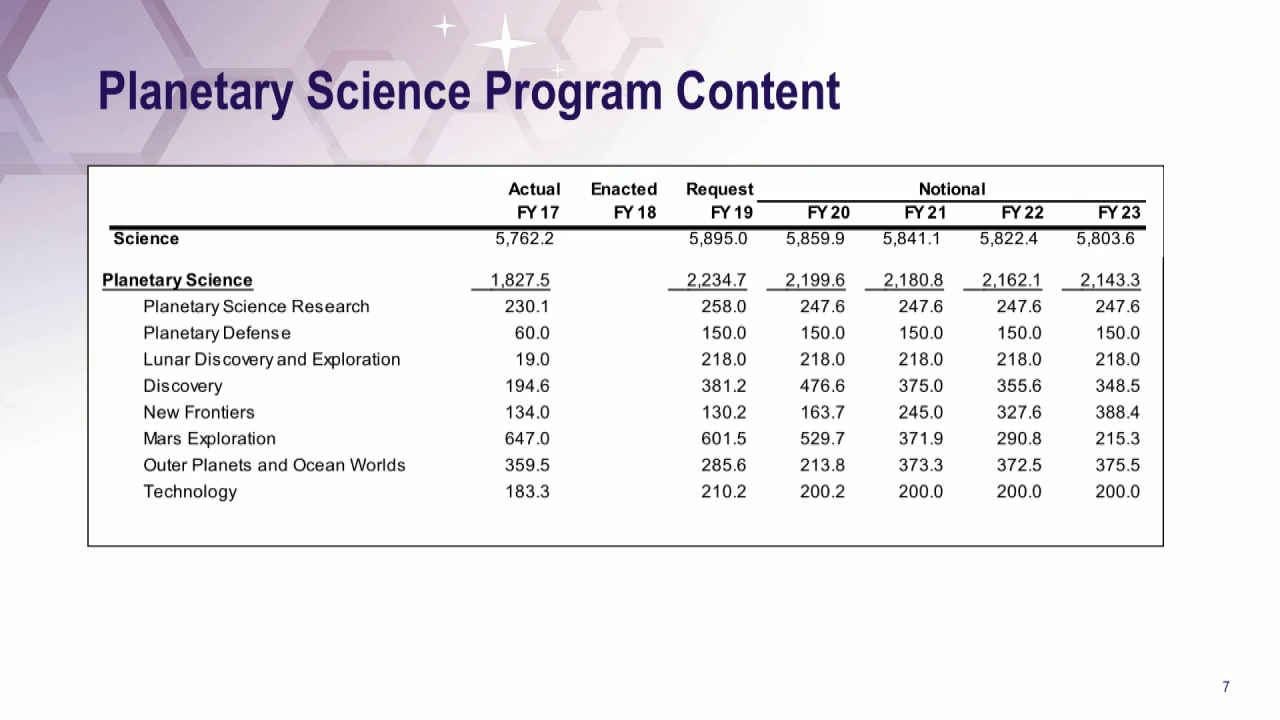 Planetary Science Program Content
Actual Enacted Request Notional
FY 17 FY 18 FY 19 FY 20 FY 21 FY 22 FY 23
Science 5,762.2 5,895.0 5,859.9 5,841.1 5,822.4 5,803.6
Planetary Science 1,827.5 2,234.7 2,199.6 2,180.8 2,162.1 2,143.3
Planetary Science Research 230.1 258.0 247.6 247.6 247.6 247.6
Planetary Defense 60.0 150.0 150.0 150.0 150.0 150.0
Lunar Discovery and Exploration 19.0 218.0 218.0 218.0 218.0 218.0
Discovery 194.6 381.2 476.6 375.0 355.6 348.5
New Frontiers 134.0 130.2 163.7 245.0 327.6 388.4
Mars Exploration 647.0 601.5 529.7 371.9 290.8 215.3
Outer Planets and Ocean Worlds 359.5 285.6 213.8 373.3 372.5 375.5
Technology 183.3 210.2 200.2 200.0 200.0 200.0
7